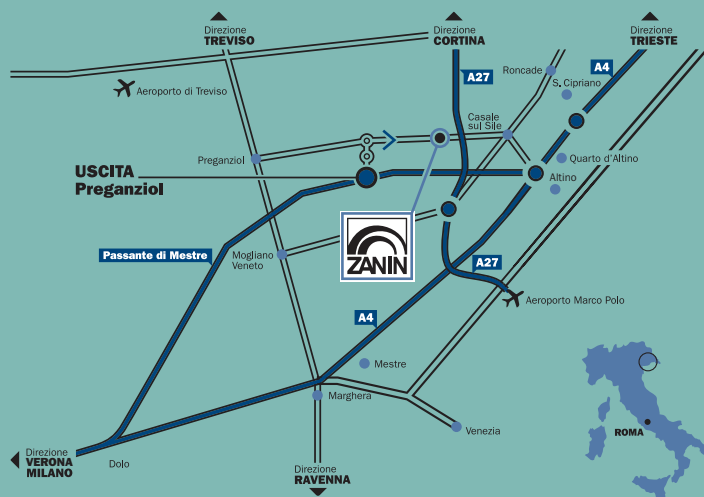 Direzione
TREVISO
Direzione
CORTINA
Direzione
TRIESTE
A27
A4
Roncade
S. Cipriano
Aeroporto di Treviso
Casale
sul Sile
Preganziol
Quarto d'Altino
USCITA
Preganziol
Altino
Passante di Mestre
Mogliano
Veneto
ZANIN
A27
Aeroporto Marco Polo
A4
Mestre
Marghera
Venezia
ROMA
Direzione
VERONA
MILANO
Dolo
Direzione
RAVENNA